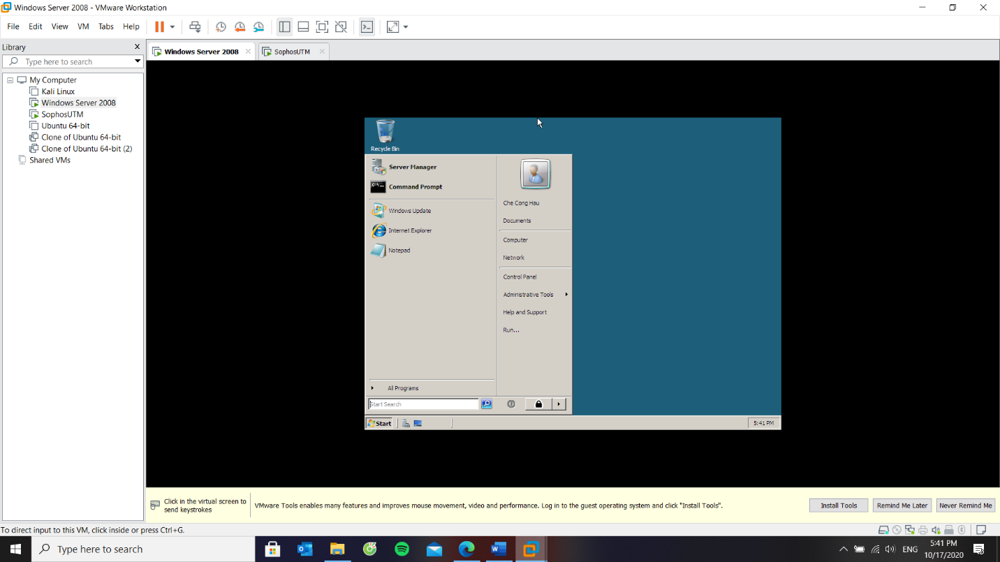 Windows Server 2008 - VMware Workstation
File Edit View VM Tabs Help
Library
Type here to search
My Computer
Kali Linux
Windows Server 2008
SophosUTM
Ubuntu 64-bit
Clone of Ubuntu 64-bit
Clone of Ubuntu 64-bit (2)
Shared VMs
Windows Server 2008 SophosUTM
Recycle Bin
Server Manager
Command Prompt
Windows Update
Internet Explorer
Notepad
All Programs
Start Search
Che Cong Hau
Documents
Computer
Network
Control Panel
Administrative Tools
Help and Support
Run...
Start
5:41 PM
Click in the virtual screen to
send keystrokes
VMware Tools enables many features and improves mouse movement, video and performance. Log in to the guest operating system and click "Install Tools".
Install Tools Remind Me Later Never Remind Me
To direct input to this VM, click inside or press Ctrl+G.
Type here to search
ENG
5:41 PM
10/17/2020